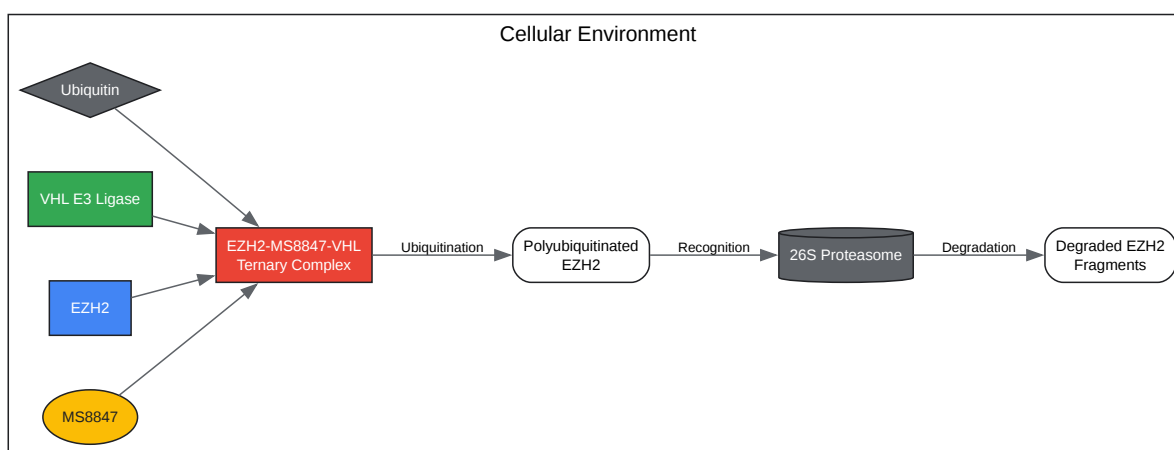 Cellular Environment
Ubiquitin
VHL E3 Ligase
EZH2-MS8847-VHL
Ternary Complex
Ubiquitination
Polyubiquitinated
EZH2
Recognition
26S Proteasome
Degradation
Degraded EZH2
Fragments
EZH2
MS8847